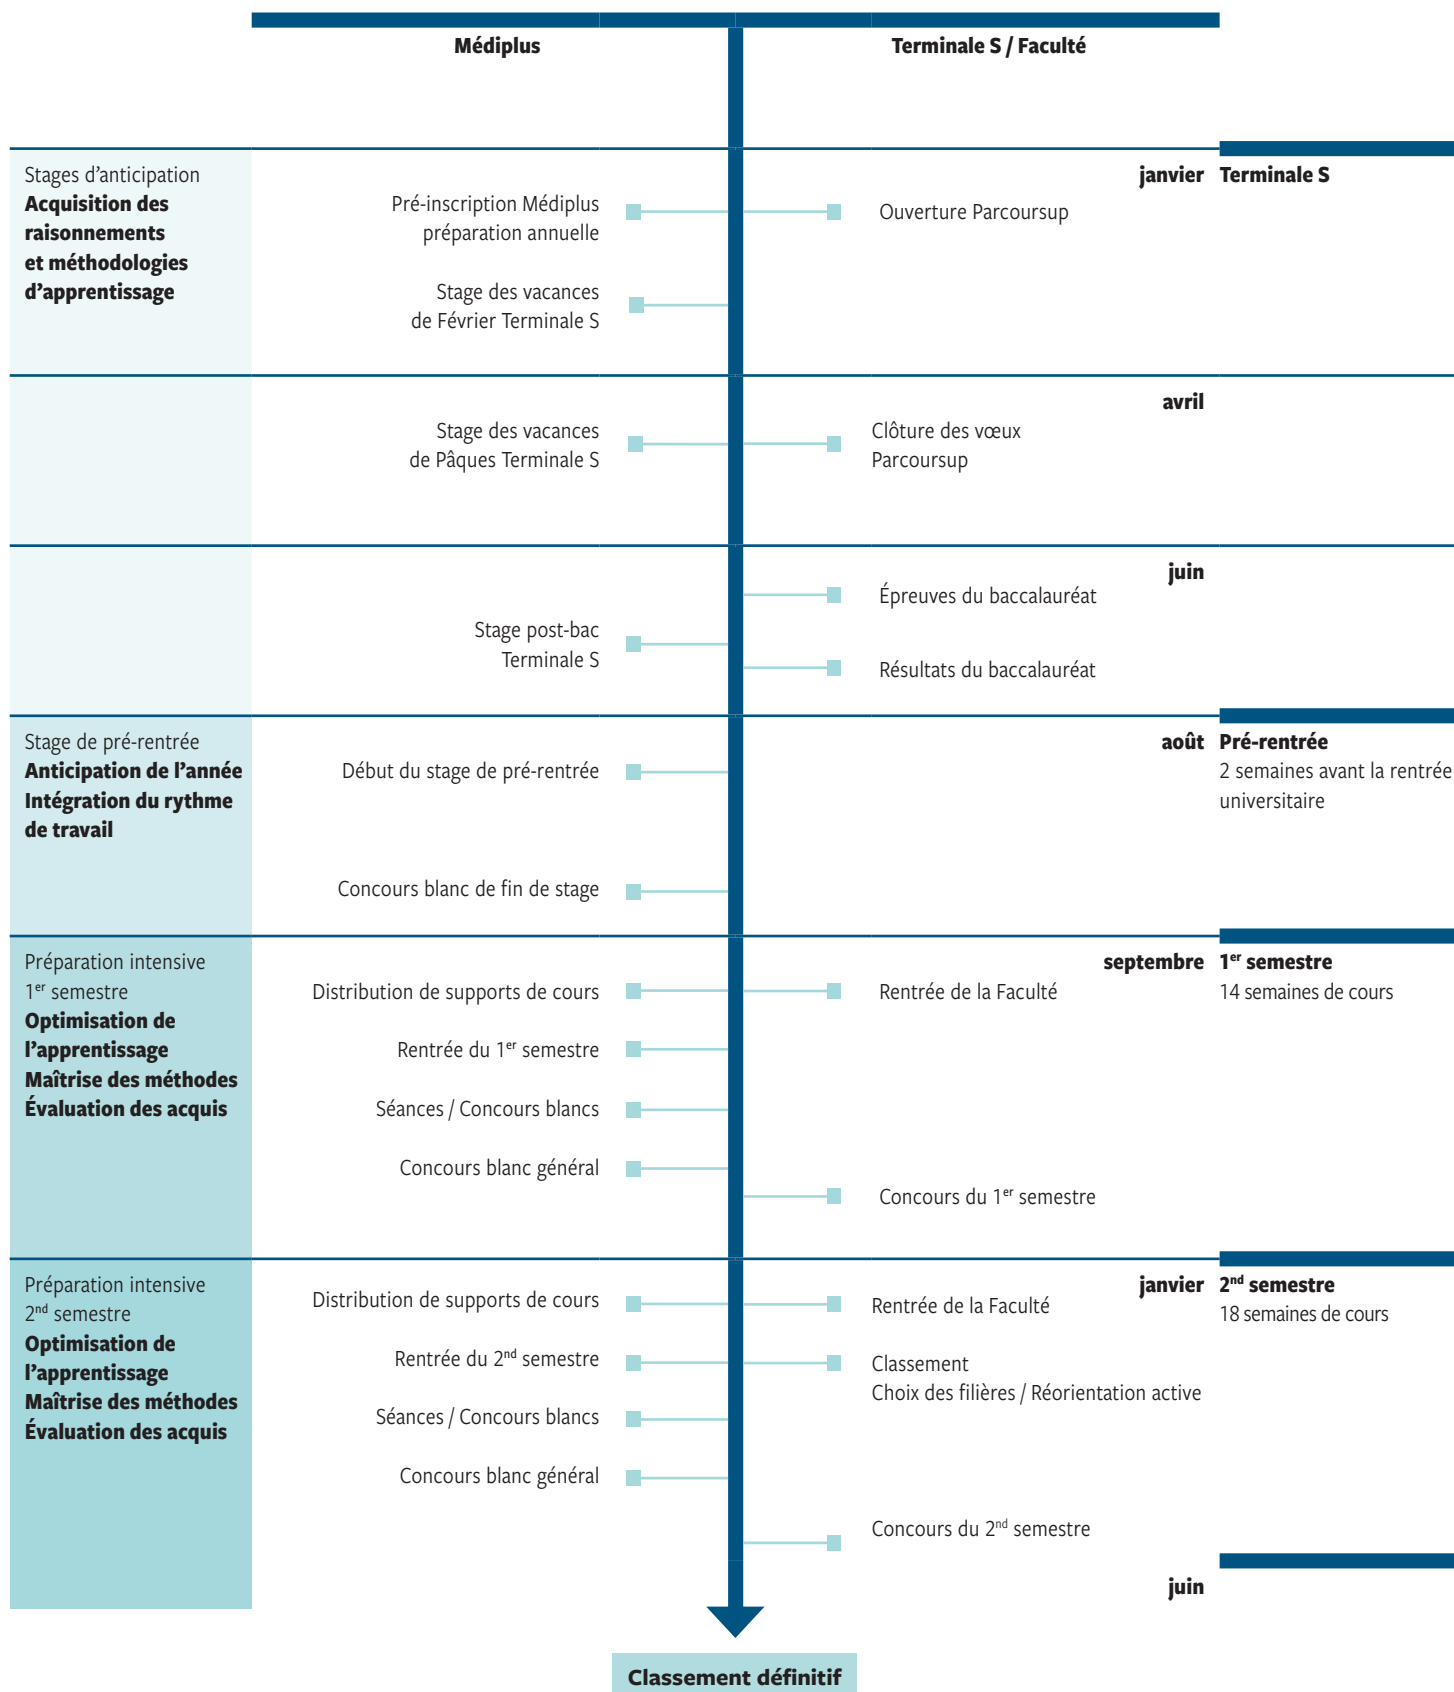 Médiplus
Terminale S / Faculté
Stages d’anticipation
Acquisition des
raisonnements
et méthodologies
d’apprentissage
Pré-inscription Médiplus
préparation annuelle
Stage des vacances
de Février Terminale S
janvier
Terminale S
Ouverture Parcoursup
Stage des vacances
de Pâques Terminale S
avril
Clôture des vœux
Parcoursup
juin
Épreuves du baccalauréat
Stage post-bac
Terminale S
Résultats du baccalauréat
Stage de pré-rentrée
Anticipation de l’année
Intégration du rythme
de travail
Début du stage de pré-rentrée
Concours blanc de fin de stage
août
Pré-rentrée
2 semaines avant la rentrée
universitaire
Préparation intensive
1er semestre
Optimisation de
l’apprentissage
Maîtrise des méthodes
Évaluation des acquis
Distribution de supports de cours
Rentrée du 1er semestre
Séances / Concours blancs
Concours blanc général
septembre
1er semestre
14 semaines de cours
Rentrée de la Faculté
Concours du 1er semestre
Préparation intensive
2nd semestre
Optimisation de
l’apprentissage
Maîtrise des méthodes
Évaluation des acquis
Distribution de supports de cours
Rentrée du 2nd semestre
Séances / Concours blancs
Concours blanc général
janvier
2nd semestre
18 semaines de cours
Rentrée de la Faculté
Classement
Choix des filières / Réorientation active
Concours du 2nd semestre
juin
Classement définitif